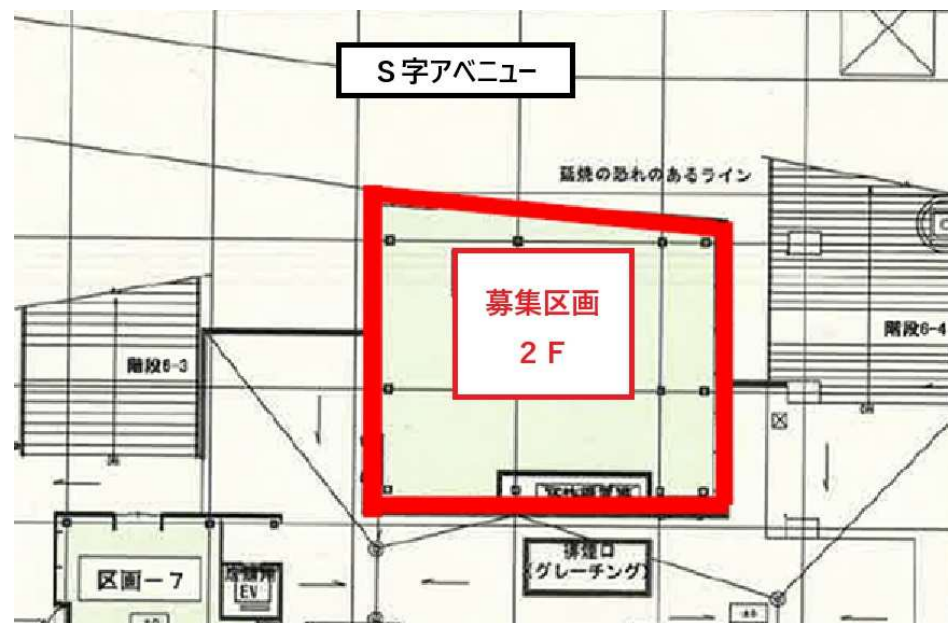 S字アベニュー
延焼の恐れのあるライン
募集区画
2F
階段6-3
階段6-4
区画-7
EV
排煙口
(グレーチング)